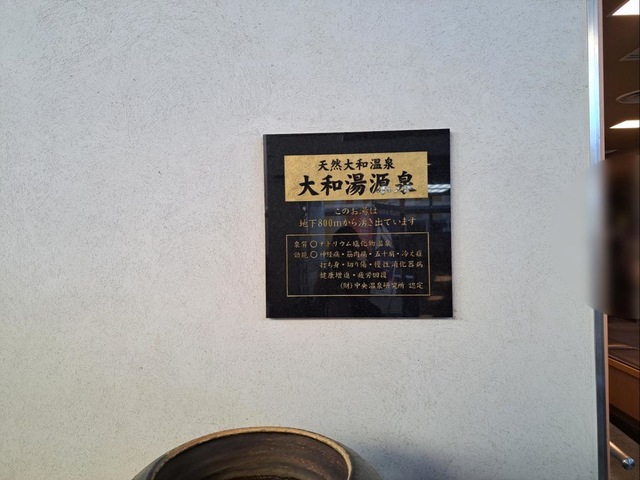 天然大和温泉
大和湯源泉
このお湯は
地下800mから湧き出ています
泉質〇ナトリウム塩化物温泉
効能〇神経痛・筋肉痛・五十肩・冷え症
打ち身・切り傷・慢性消化器病
健康増進・疲労回復
(財)中央温泉研究所 認定